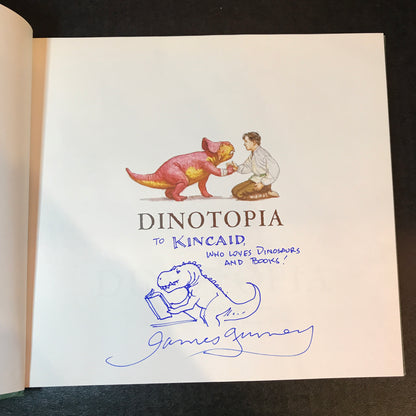 DINOTOPIA
TO KINCAID,
WHO LOVES DINOSAURS
AND BOOKS!
James Gurney